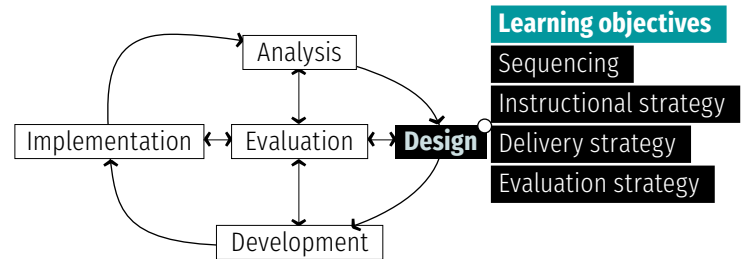 Learning objectives
Analysis
Sequencing
Instructional strategy
Implementation
Evaluation
Design
Delivery strategy
Evaluation strategy
Development